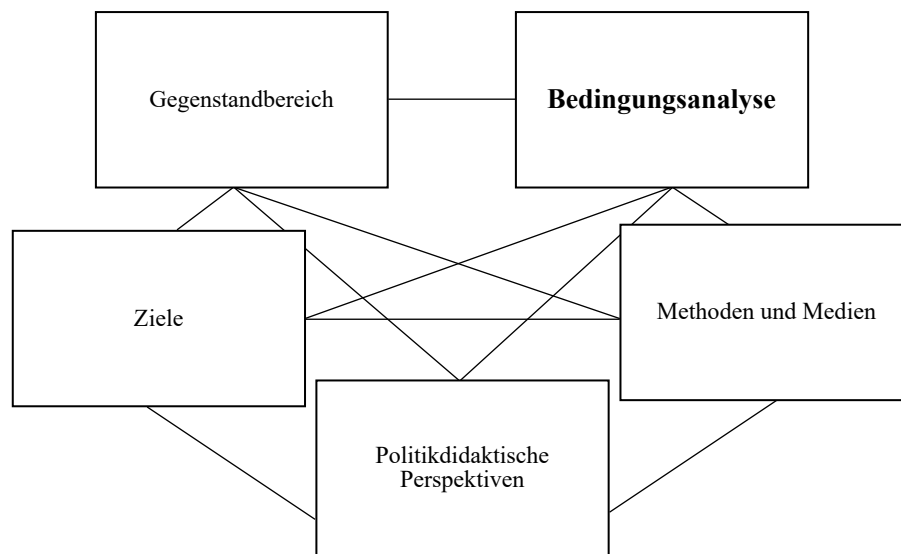 Gegenstandbereich
Bedingungsanalyse
Ziele
Methoden und Medien
Politikdidaktische
Perspektiven